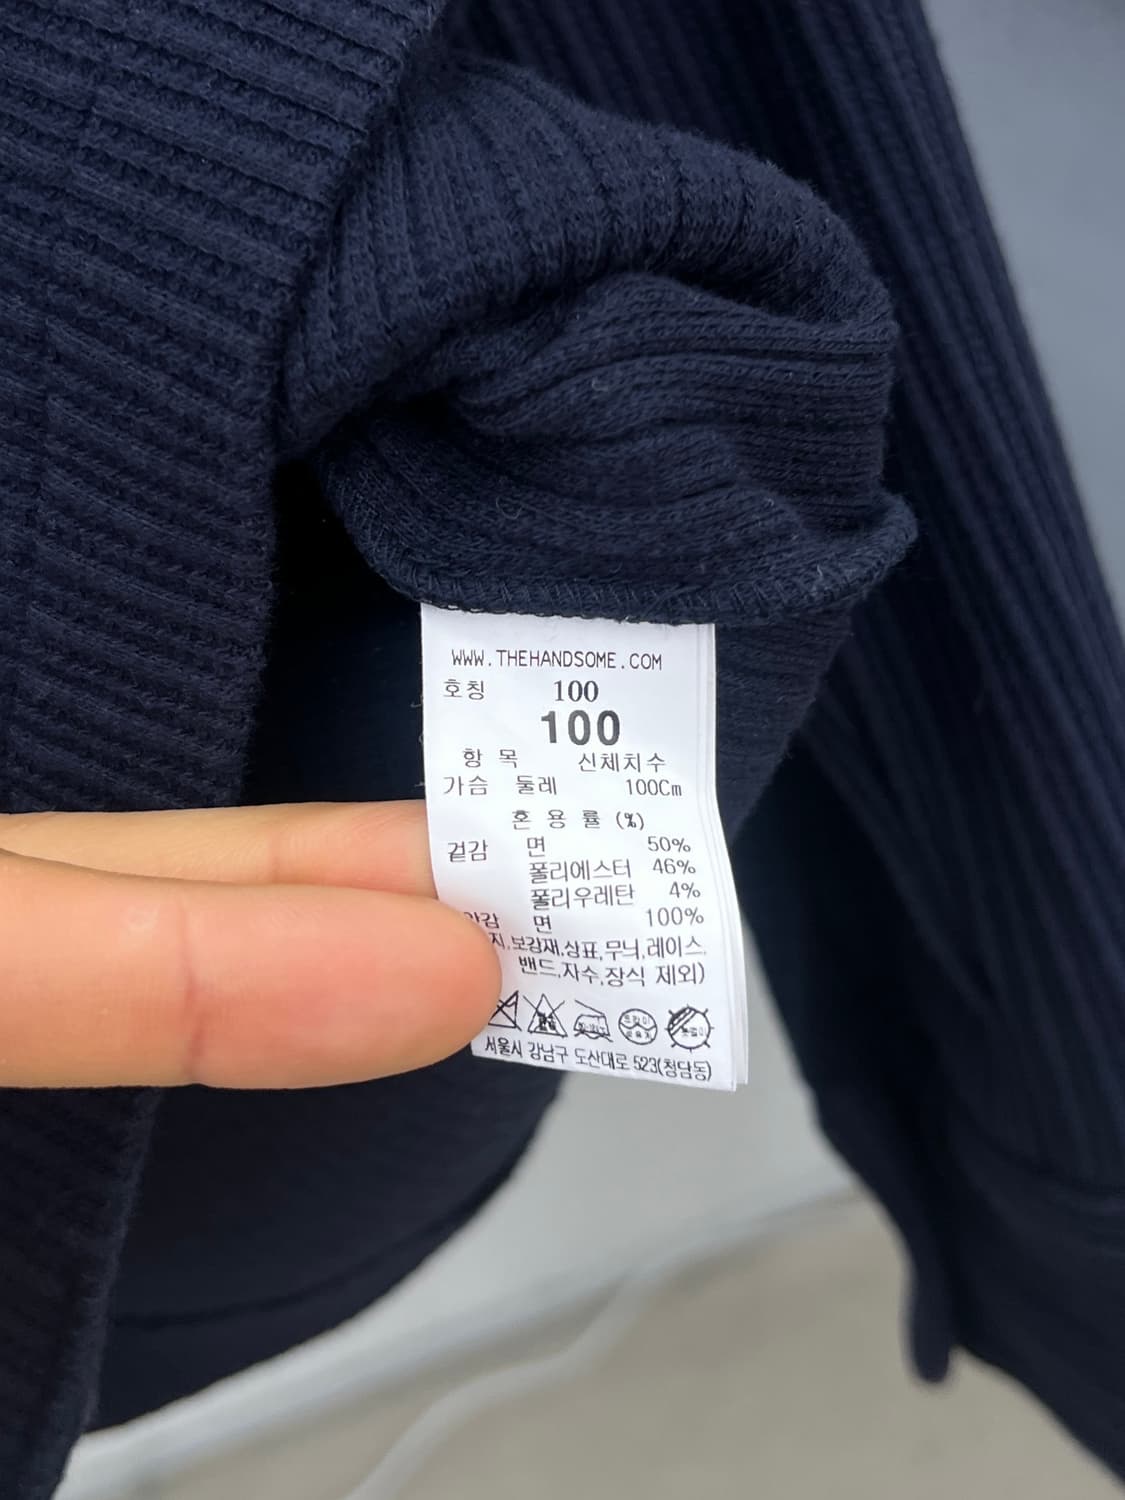 WWW.THEHANDSOME.COM
호칭 100
100
항 목 신체치수
가슴 둘레 100Cm
혼 용 률 (%)
겉감 면 50%
폴리에스터 46%
폴리우레탄 4%
면 100%
보강재,상표,무늬,레이스,
밴드,자수,장식 제외)
서울시 강남구 도산대로 523(청담동)